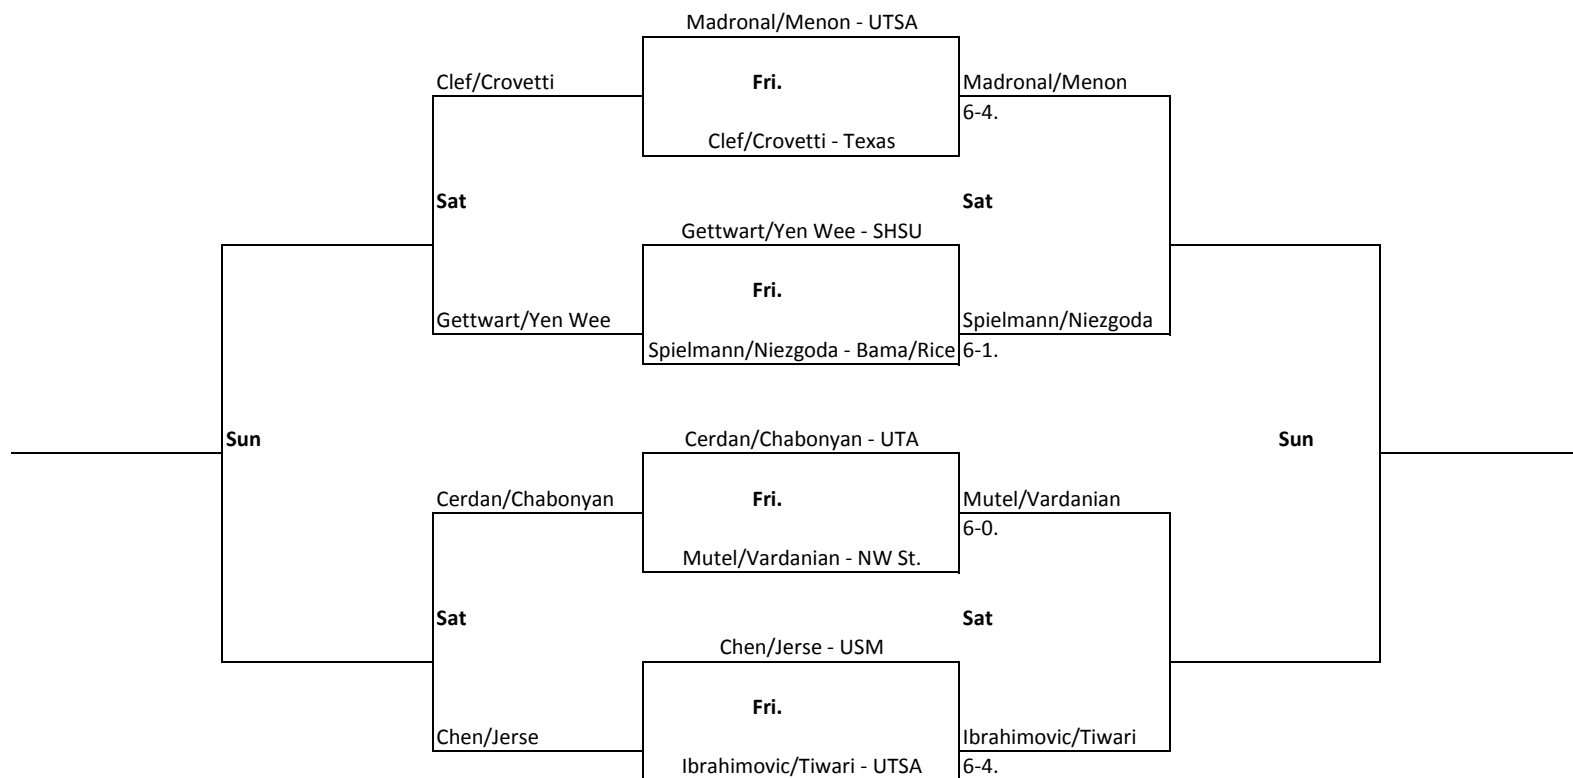 Madronal/Menon - UTSA
Clef/Crovetti
Fri.
Madronal/Menon
6-4.
Clef/Crovetti - Texas
Sat
Sat
Gettwart/Yen Wee - SHSU
Fri.
Gettwart/Yen Wee
Spielmann/Niezgoda
Spielmann/Niezgoda - Bama/Rice
6-1.
Sun
Cerdan/Chabonyan - UTA
Sun
Cerdan/Chabonyan
Fri.
Mutel/Vardanian
6-0.
Mutel/Vardanian - NW St.
Sat
Sat
Chen/Jerse - USM
Fri.
Chen/Jerse
Ibrahimovic/Tiwari
Ibrahimovic/Tiwari - UTSA
6-4.